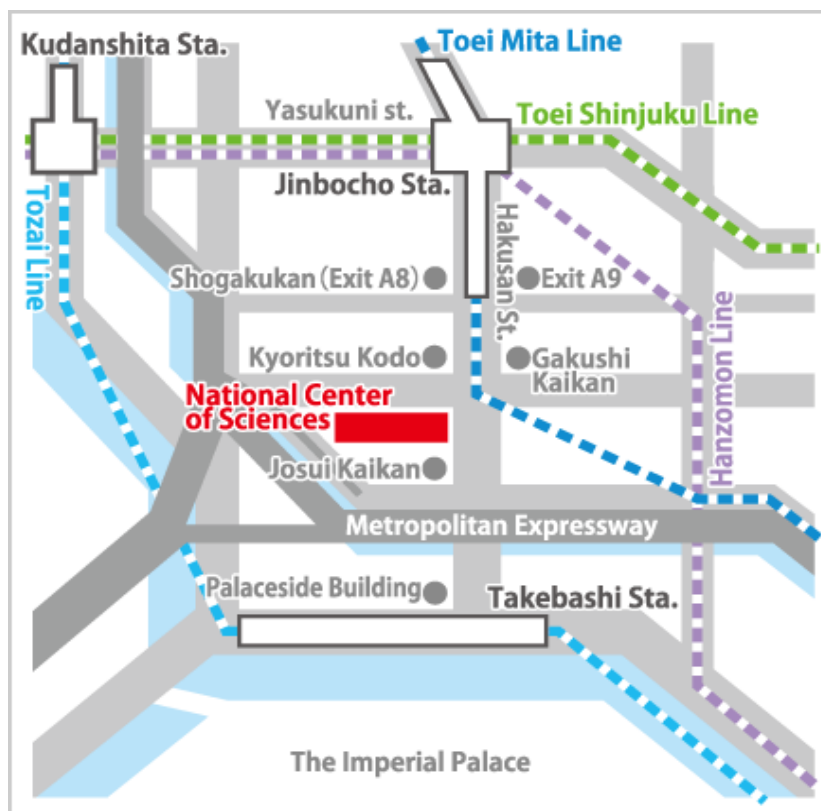 Kudanshita Sta.
Toei Mita Line
Yasukuni st.
Toei Shinjuku Line
Jinbocho Sta.
Tozai Line
Hakusan St.
Shogakukan (Exit A8)
Exit A9
Hanzomon Line
Kyoritsu Kodo
Gakushi
Kaikan
National Center
of Sciences
Josui Kaikan
Metropolitan Expressway
Palaceside Building
Takebashi Sta.
The Imperial Palace